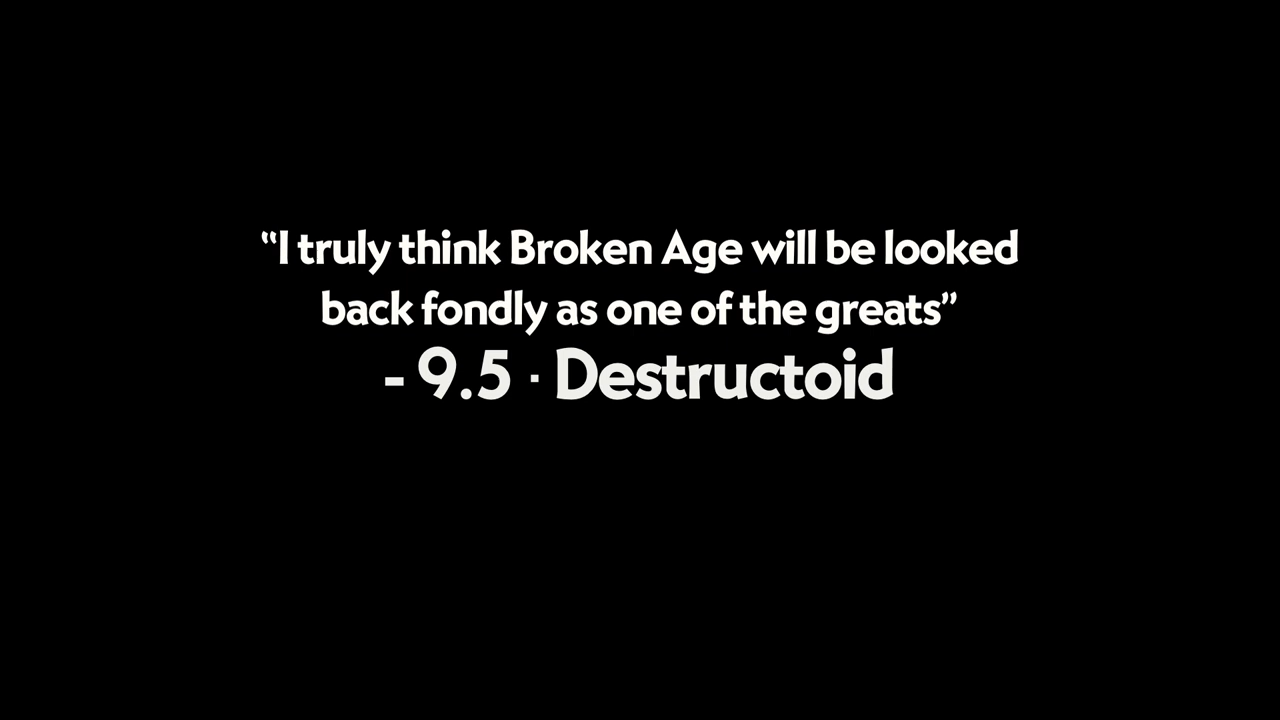 “I truly think Broken Age will be looked
back fondly as one of the greats”
- 9.5 · Destructoid